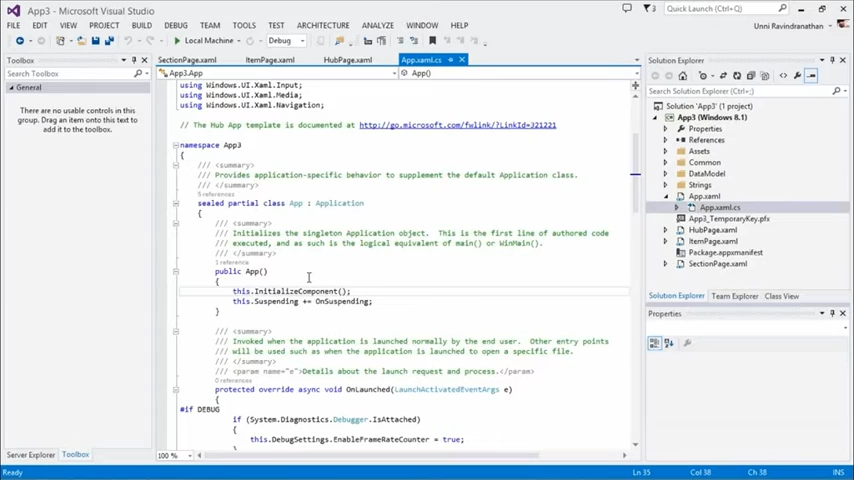 App3 - Microsoft Visual Studio
3
Quick Launch (Ctrl+Q)
FILE EDIT VIEW PROJECT BUILD DEBUG TEAM TOOLS TEST ARCHITECTURE ANALYZE WINDOW HELP
Unni Ravindranathan
Local Machine Debug
Toolbox
Search Toolbox
General
There are no usable controls in this
group. Drag an item onto this text to
add it to the toolbox.
Server Explorer Toolbox
SectionPage.xaml ItemPage.xaml HubPage.xaml App.xaml.cs
App3.App App()
using Windows.UI.Xaml.Input;
using Windows.UI.Xaml.Media;
using Windows.UI.Xaml.Navigation;
// The Hub App template is documented at http://go.microsoft.com/fwlink/?LinkId=321221
namespace App3
{
/// <summary>
/// Provides application-specific behavior to supplement the default Application class.
/// </summary>
5 references
sealed partial class App : Application
{
/// <summary>
/// Initializes the singleton Application object.  This is the first line of authored code
/// executed, and as such is the logical equivalent of main() or WinMain().
/// </summary>
1 reference
public App()
{
this.InitializeComponent();
this.Suspending += OnSuspending;
}
/// <summary>
/// Invoked when the application is launched normally by the end user.  Other entry points
/// will be used such as when the application is launched to open a specific file.
/// </summary>
/// <param name="e">Details about the launch request and process.</param>
0 references
protected override async void OnLaunched(LaunchActivatedEventArgs e)
{
#if DEBUG
if (System.Diagnostics.Debugger.IsAttached)
{
this.DebugSettings.EnableFrameRateCounter = true;
100 %
Solution Explorer
Search Solution Explorer (Ctrl+;)
Solution 'App3' (1 project)
App3 (Windows 8.1)
Properties
References
Assets
Common
DataModel
Strings
App.xaml
App.xaml.cs
App3_TemporaryKey.pfx
HubPage.xaml
ItemPage.xaml
Package.appxmanifest
SectionPage.xaml
Solution Explorer Team Explorer Class View
Properties
Ready
Ln 35 Col 38 Ch 38 INS